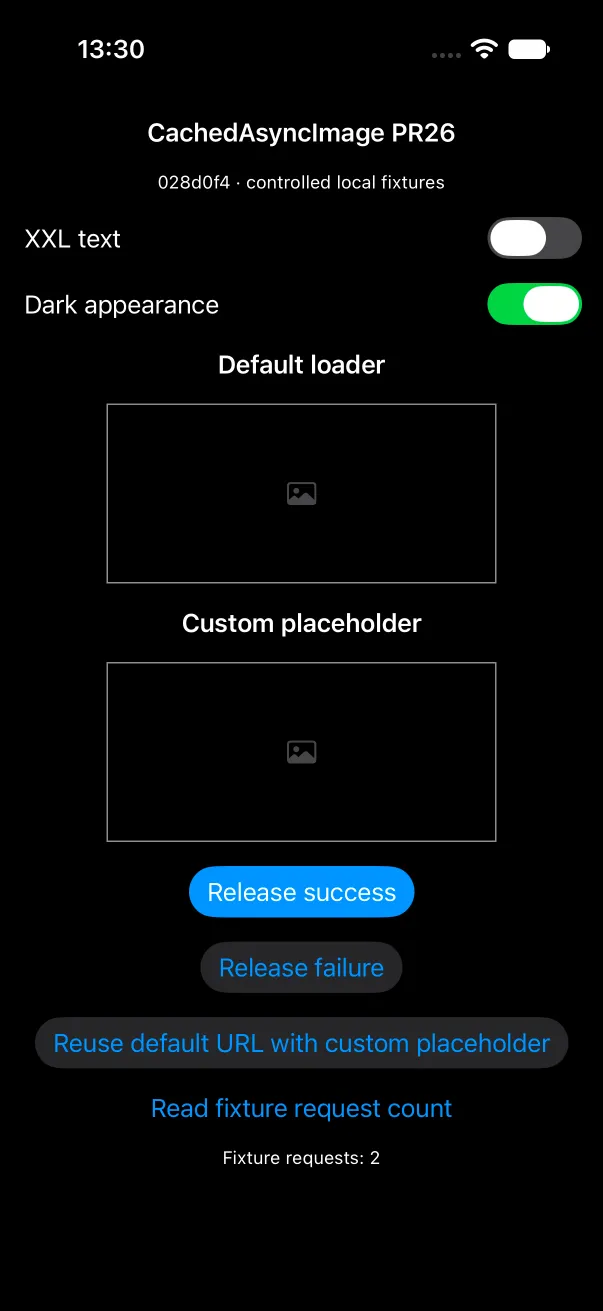 13:30
CachedAsyncImage PR26
028d0f4 · controlled local fixtures
XXL text
Dark appearance
Default loader
Custom placeholder
Release success
Release failure
Reuse default URL with custom placeholder
Read fixture request count
Fixture requests: 2